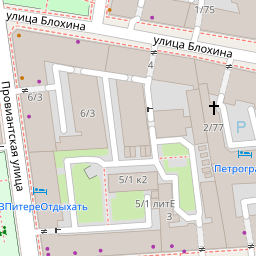 улица Блохина
1/75
улица Блохина
4
6/3
6/3
Провиантская улица
2/77
P
Петрогра
5/1 к2
ВПитереОтдыхать
5/1 литЕ
3